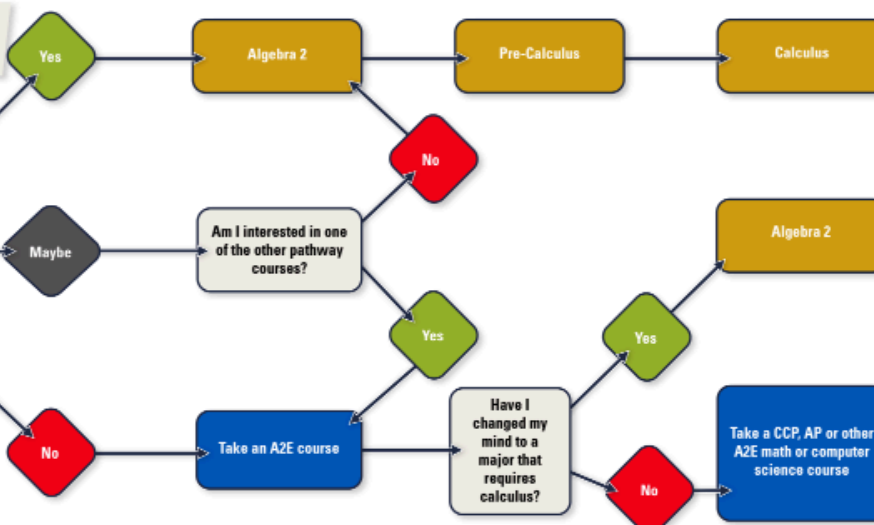 Yes
Algebra 2
Pre-Calculus
Calculus
No
Maybe
Am I interested in one
of the other pathway
courses?
Algebra 2
Yes
Yes
No
Take an A2E course
Have I
changed my
mind to a
major that
requires
calculus?
No
Take a CCP, AP or other
A2E math or computer
science course